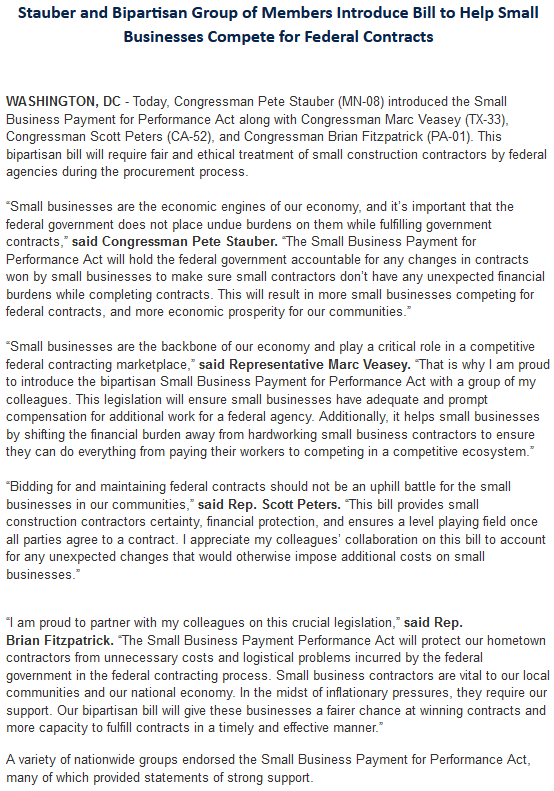 Stauber and Bipartisan Group of Members Introduce Bill to Help Small
Businesses Compete for Federal Contracts
WASHINGTON, DC - Today, Congressman Pete Stauber (MN-08) introduced the Small
Business Payment for Performance Act along with Congressman Marc Veasey (TX-33),
Congressman Scott Peters (CA-52), and Congressman Brian Fitzpatrick (PA-01). This
bipartisan bill will require fair and ethical treatment of small construction contractors by federal
agencies during the procurement process.
“Small businesses are the economic engines of our economy, and it’s important that the
federal government does not place undue burdens on them while fulfilling government
contracts,” said Congressman Pete Stauber. “The Small Business Payment for
Performance Act will hold the federal government accountable for any changes in contracts
won by small businesses to make sure small contractors don’t have any unexpected financial
burdens while completing contracts. This will result in more small businesses competing for
federal contracts, and more economic prosperity for our communities.”
“Small businesses are the backbone of our economy and play a critical role in a competitive
federal contracting marketplace,” said Representative Marc Veasey. “That is why I am proud
to introduce the bipartisan Small Business Payment for Performance Act with a group of my
colleagues. This legislation will ensure small businesses have adequate and prompt
compensation for additional work for a federal agency. Additionally, it helps small businesses
by shifting the financial burden away from hardworking small business contractors to ensure
they can do everything from paying their workers to competing in a competitive ecosystem.”
“Bidding for and maintaining federal contracts should not be an uphill battle for the small
businesses in our communities,” said Rep. Scott Peters. “This bill provides small
construction contractors certainty, financial protection, and ensures a level playing field once
all parties agree to a contract. I appreciate my colleagues’ collaboration on this bill to account
for any unexpected changes that would otherwise impose additional costs on small
businesses.”
“I am proud to partner with my colleagues on this crucial legislation,” said Rep.
Brian Fitzpatrick. “The Small Business Payment Performance Act will protect our hometown
contractors from unnecessary costs and logistical problems incurred by the federal
government in the federal contracting process. Small business contractors are vital to our local
communities and our national economy. In the midst of inflationary pressures, they require our
support. Our bipartisan bill will give these businesses a fairer chance at winning contracts and
more capacity to fulfill contracts in a timely and effective manner.”
A variety of nationwide groups endorsed the Small Business Payment for Performance Act,
many of which provided statements of strong support.